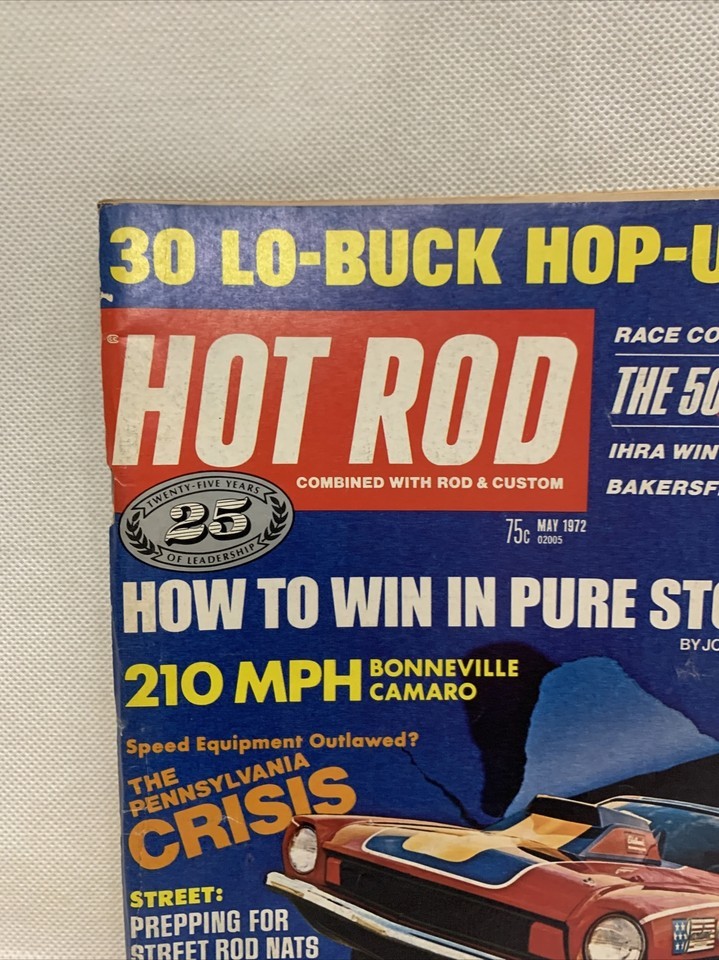 30 LO-BUCK HOP-U
HOT ROD
COMBINED WITH ROD & CUSTOM
TWENTY-FIVE YEARS
25
OF LEADERSHIP
75c MAY 1972
02005
RACE CO
THE 50
IHRA WIN
BAKERSF
HOW TO WIN IN PURE STO
BY JO
210 MPH BONNEVILLE
CAMARO
Speed Equipment Outlawed?
THE
PENNSYLVANIA
CRISIS
STREET:
PREPPING FOR
STREET ROD NATS